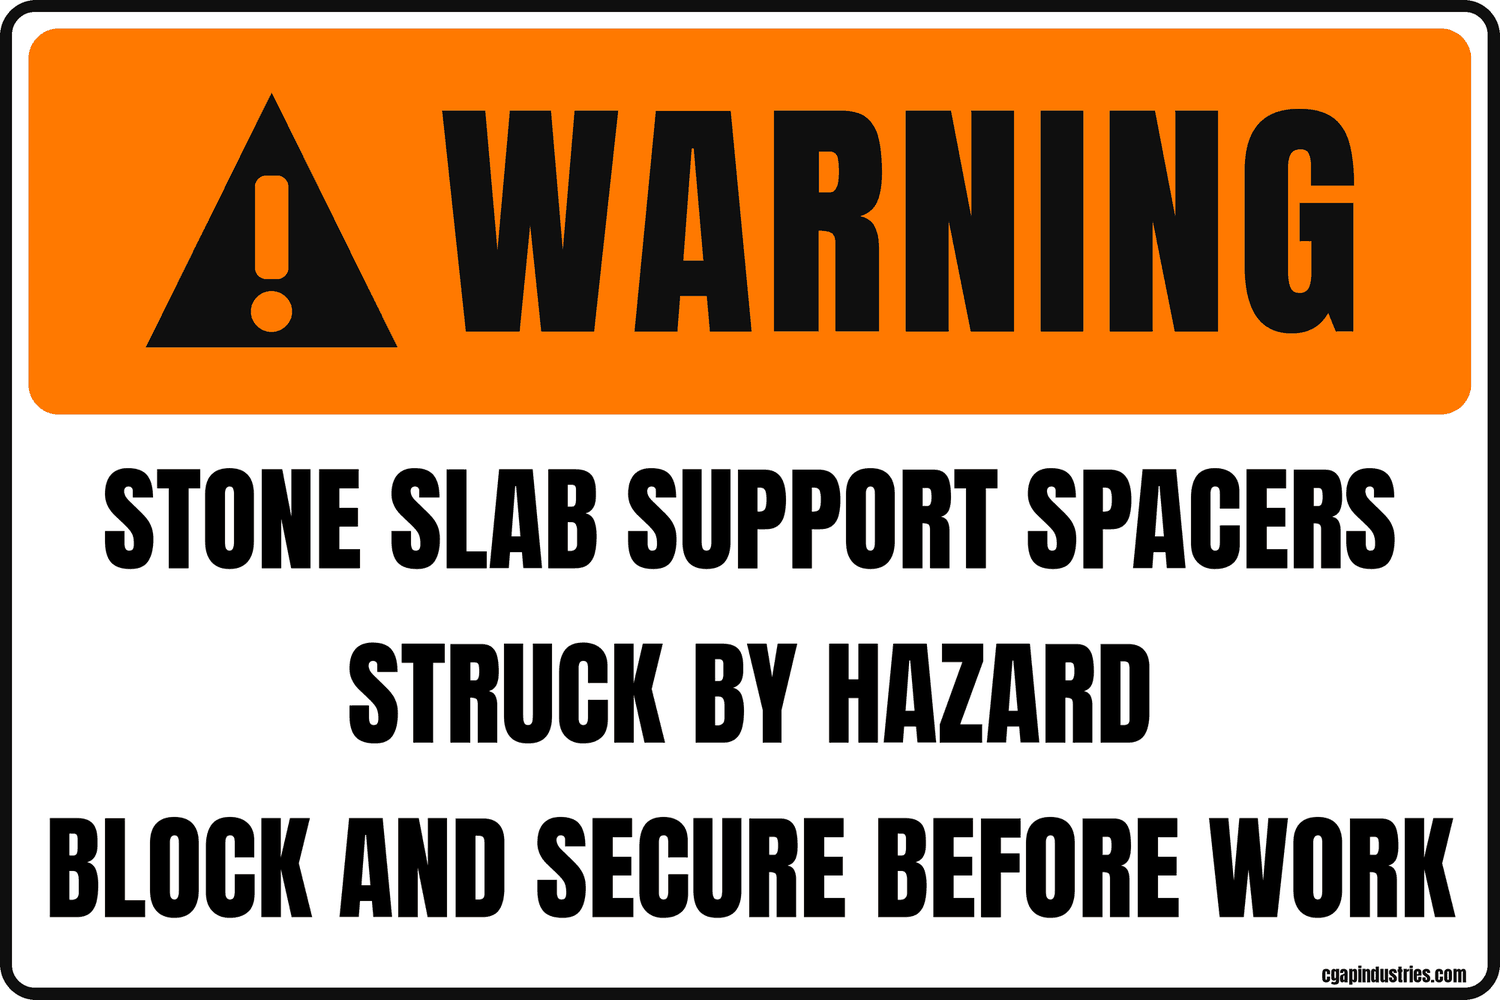 WARNING
STONE SLAB SUPPORT SPACERS
STRUCK BY HAZARD
BLOCK AND SECURE BEFORE WORK
cgapindustries.com